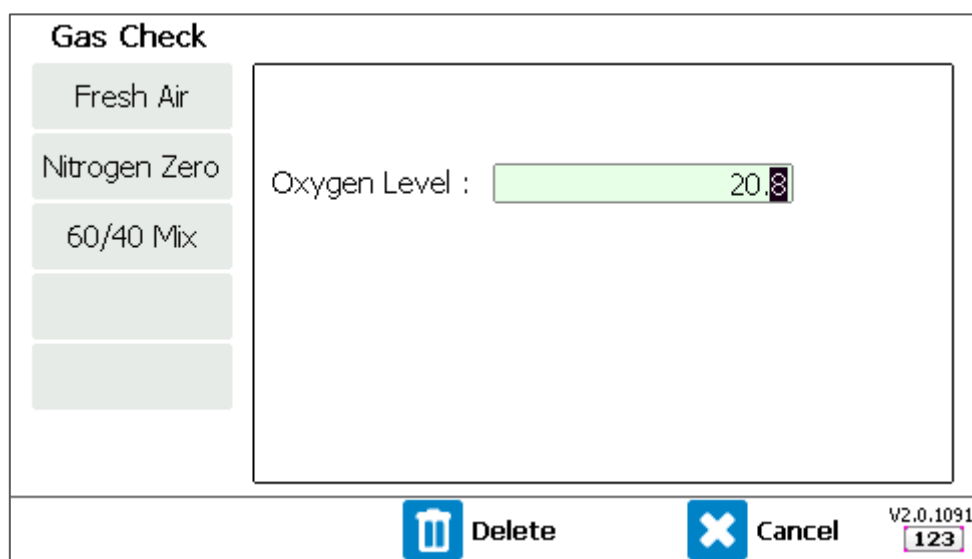 Gas Check
Fresh Air
Nitrogen Zero
60/40 Mix
Oxygen Level : 20.8
Delete
Cancel
V2.0.1091
123